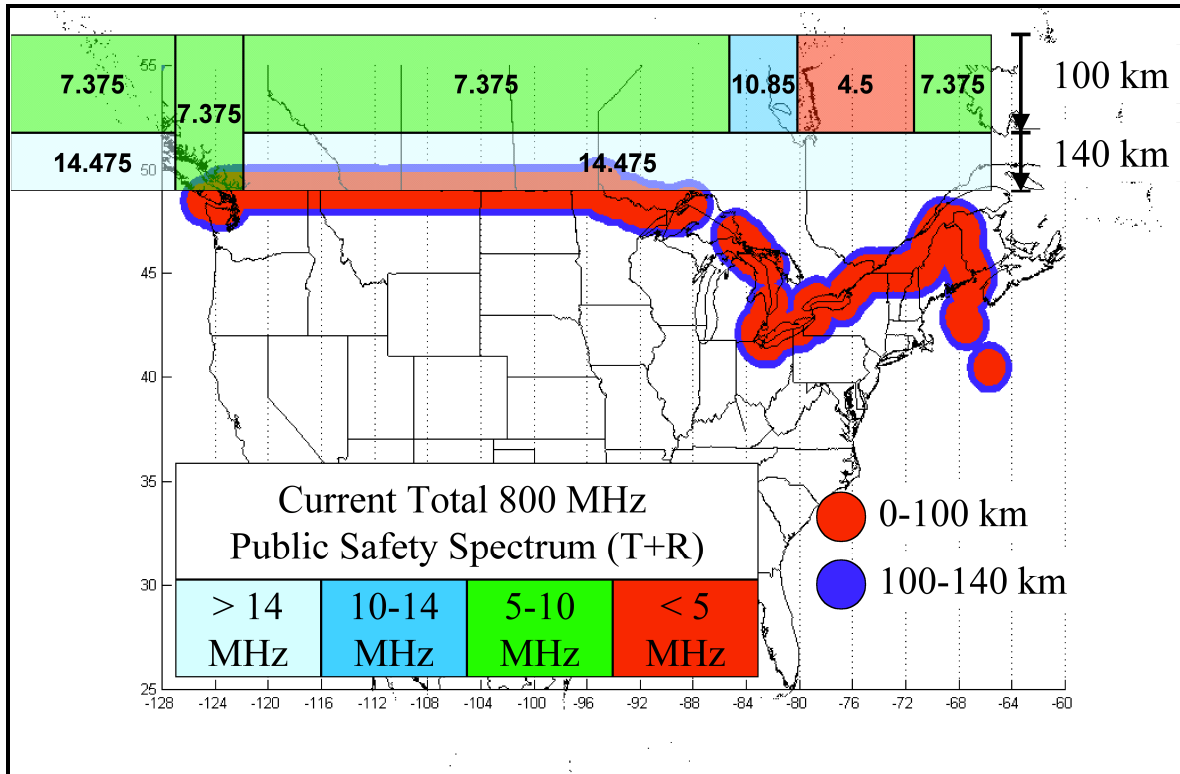 55
7.375
7.375
7.375
10.85
4.5
7.375
100 km
14.475
50
14.475
140 km
45
40
35
Current Total 800 MHz
Public Safety Spectrum (T+R)
0-100 km
30
> 14
MHz
10-14
MHz
5-10
MHz
< 5
MHz
100-140 km
25
-128 -124 -120 -116 -112 -108 -104 -100 -96 -92 -88 -84 -80 -76 -72 -68 -64 -60